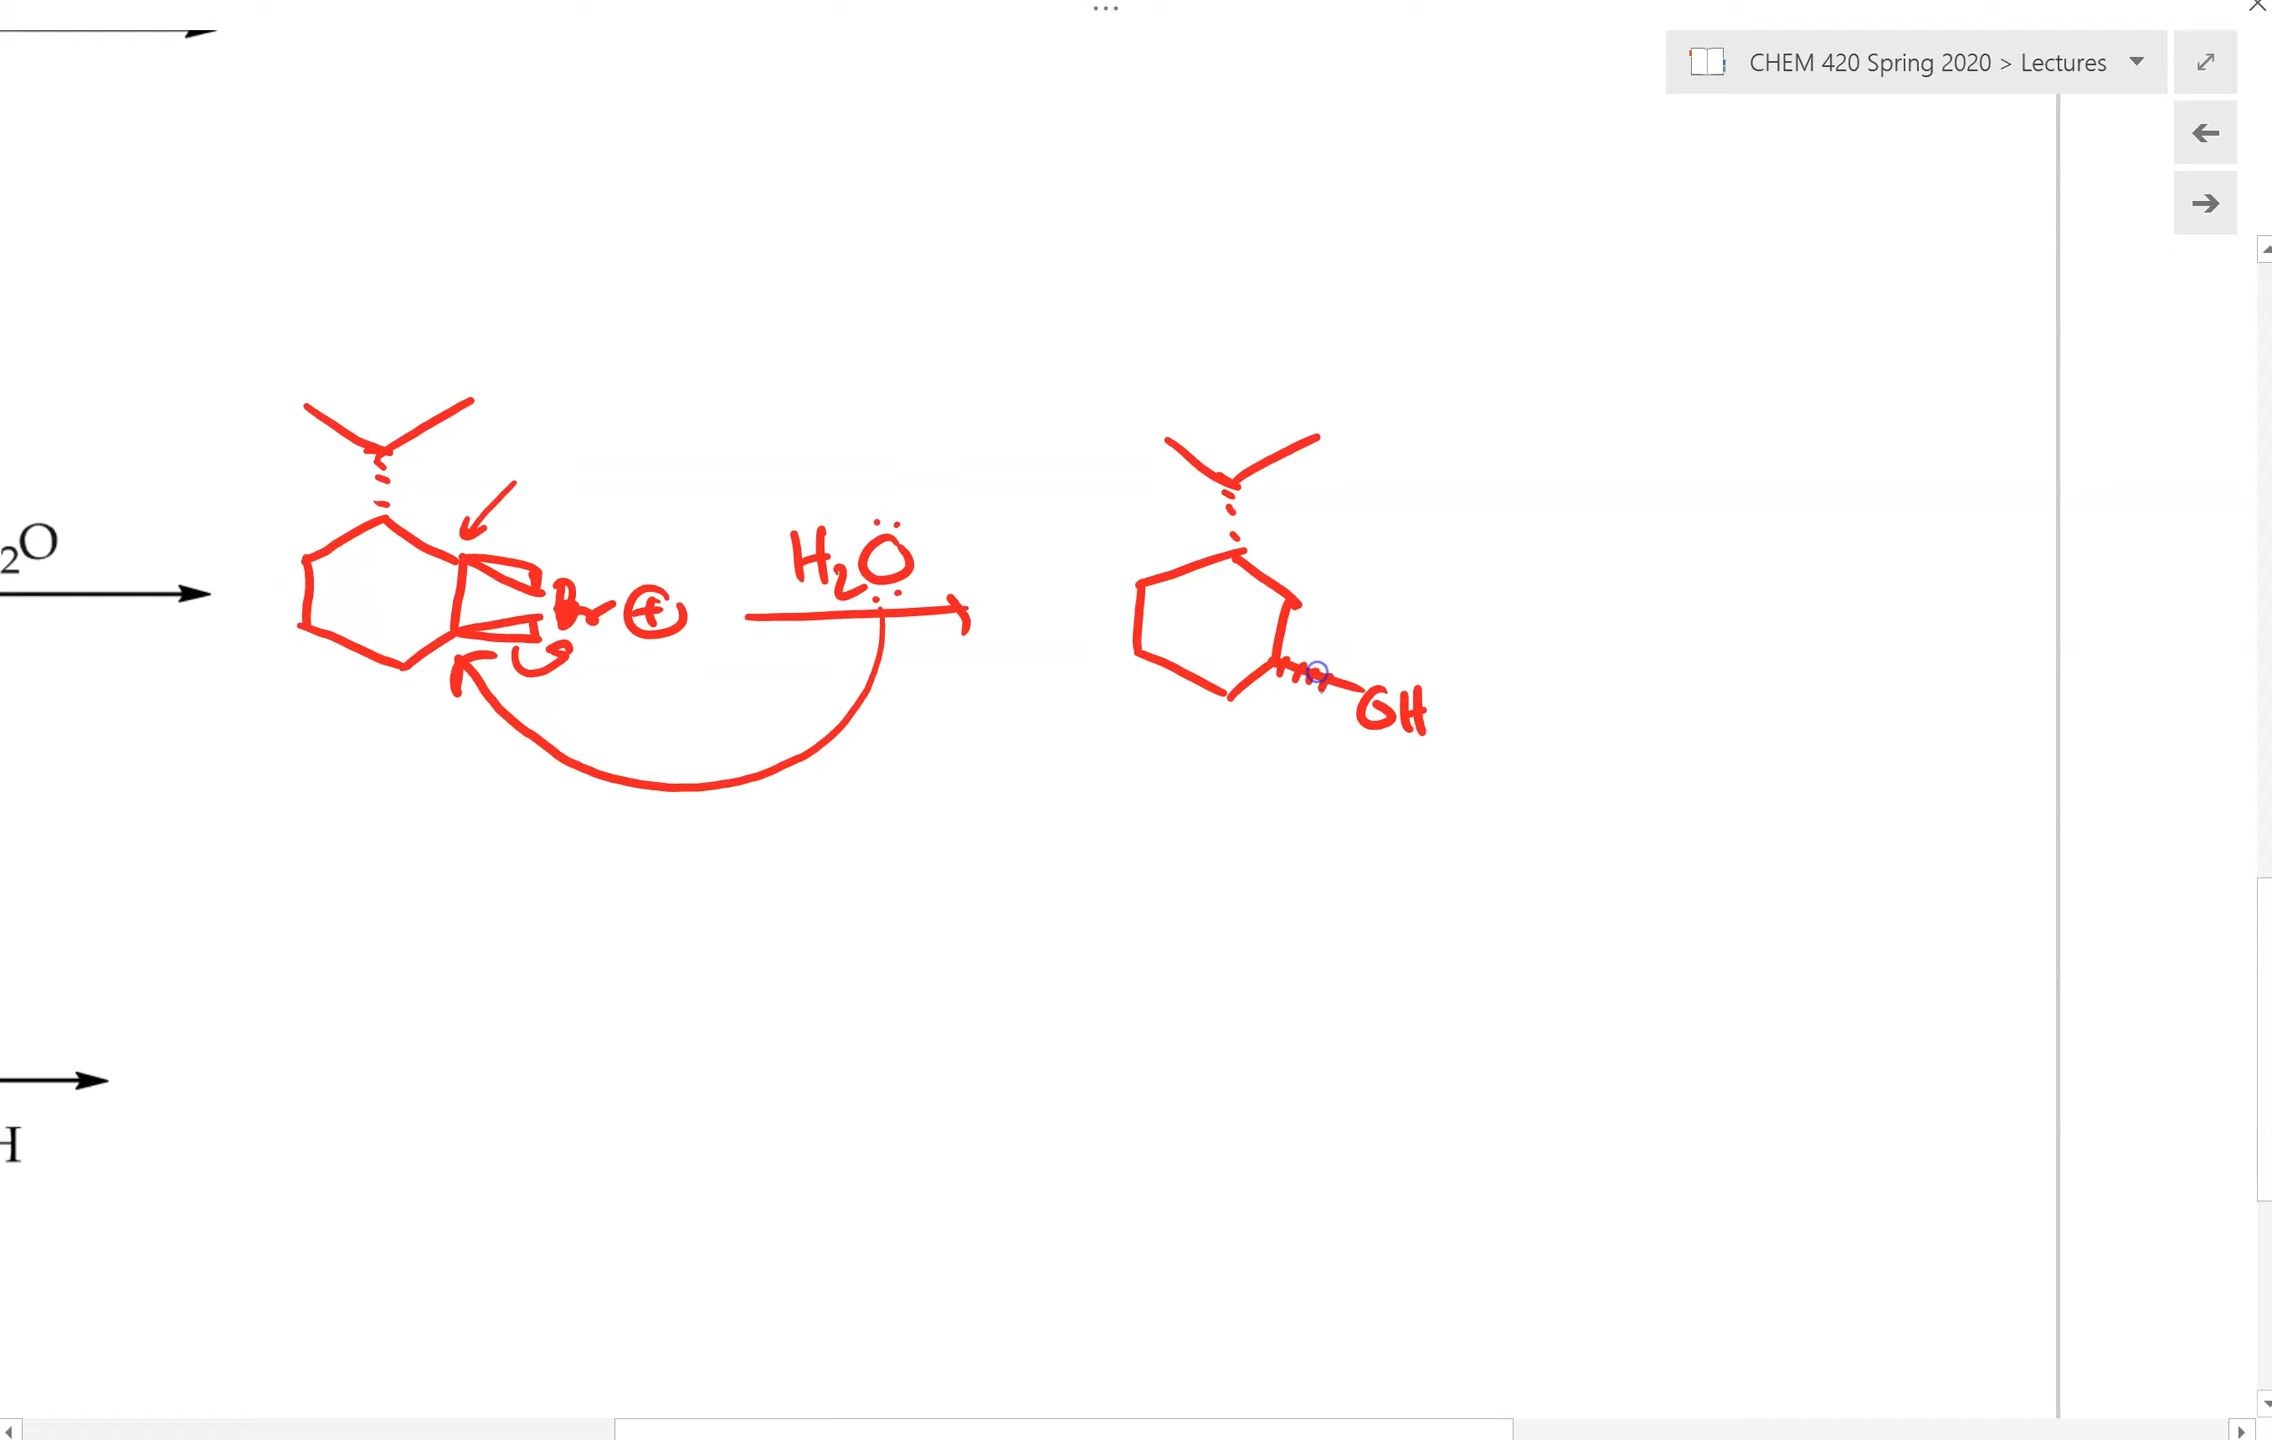 CHEM 420 Spring 2020 > Lectures
₂O
H₂O
Br +
OH
H